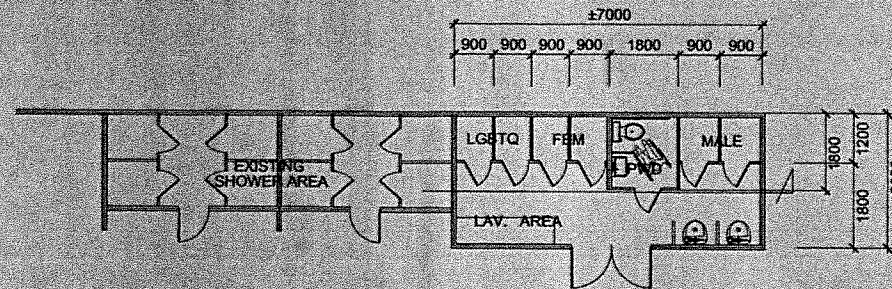 ±7000
900 900 900 900 1800 900 900
LGBTQ FEM PWD MALE
EXISTING
SHOWER AREA
LAV. AREA
1800
1200
1800